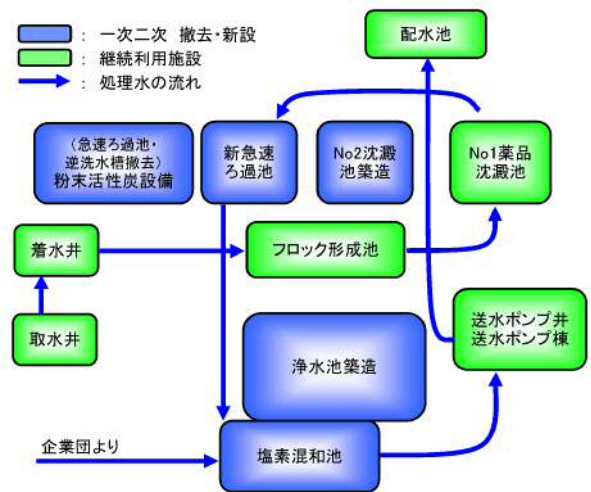 ： 一次二次 撤去・新設
： 継続利用施設
： 処理水の流れ
配水池
（急速ろ過池・
逆洗水槽撤去）
粉末活性炭設備
新急速
ろ過池
No2沈澱
池築造
No1薬品
沈澱池
着水井
フロック形成池
取水井
浄水池築造
送水ポンプ井
送水ポンプ棟
企業団より
塩素混和池